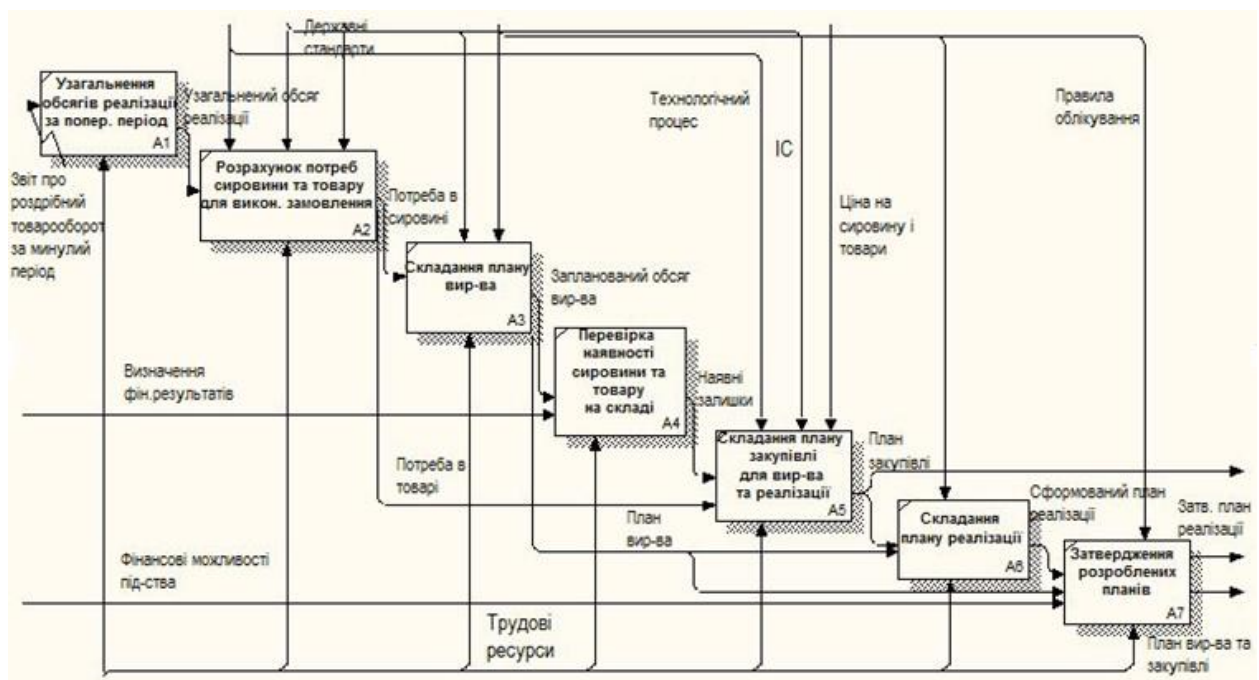 Державні
стандарти
Узагальнення
обсягів реалізації
за попер. період
A1
Узагальнений обсяг
реалізації
Технологічний
процес
Правила
облікування
ІС
Звіт про
роздрібний
товарооборот
за минулий
період
Розрахунок потреб
сировини та товару
для викон. замовлення
A2
Потреба в
сировині
Ціна на
сировину і
товари
Складання плану
вир-ва
A3
Запланований обсяг
вир-ва
Перевірка
наявності
сировини та
товару
на складі
A4
Наявні
залишки
Визначення
фін.результатів
Складання плану
закупівлі
для вир-ва
та реалізації
A5
План
закупівлі
Потреба в
товарі
План
вир-ва
Складання
плану реалізації
A6
Сформований план
реалізації
Затв. план
реалізації
Фінансові можливості
під-ства
Затвердження
розроблених
планів
A7
Трудові
ресурси
План вир-ва та
закупівлі